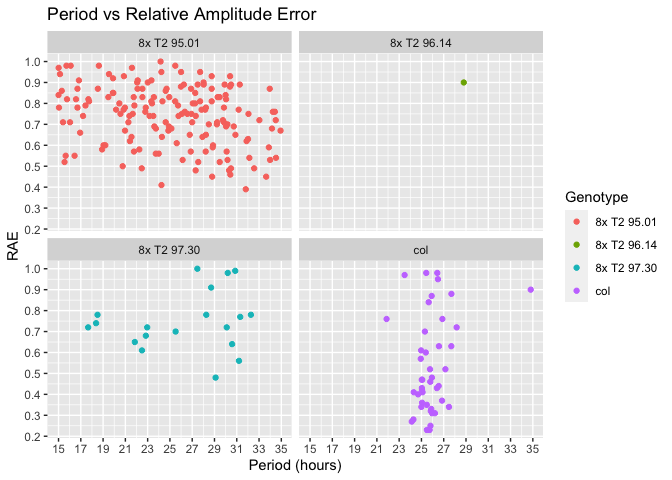 Period vs Relative Amplitude Error
8x T2 95.01
8x T2 96.14
1.0
0.9
0.8
0.7
0.6
0.5
0.4
0.3
0.2
8x T2 97.30
col
1.0
0.9
0.8
0.7
0.6
0.5
0.4
0.3
0.2
RAE
15 17 19 21 23 25 27 29 31 33 35
15 17 19 21 23 25 27 29 31 33 35
Period (hours)
Genotype
8x T2 95.01
8x T2 96.14
8x T2 97.30
col